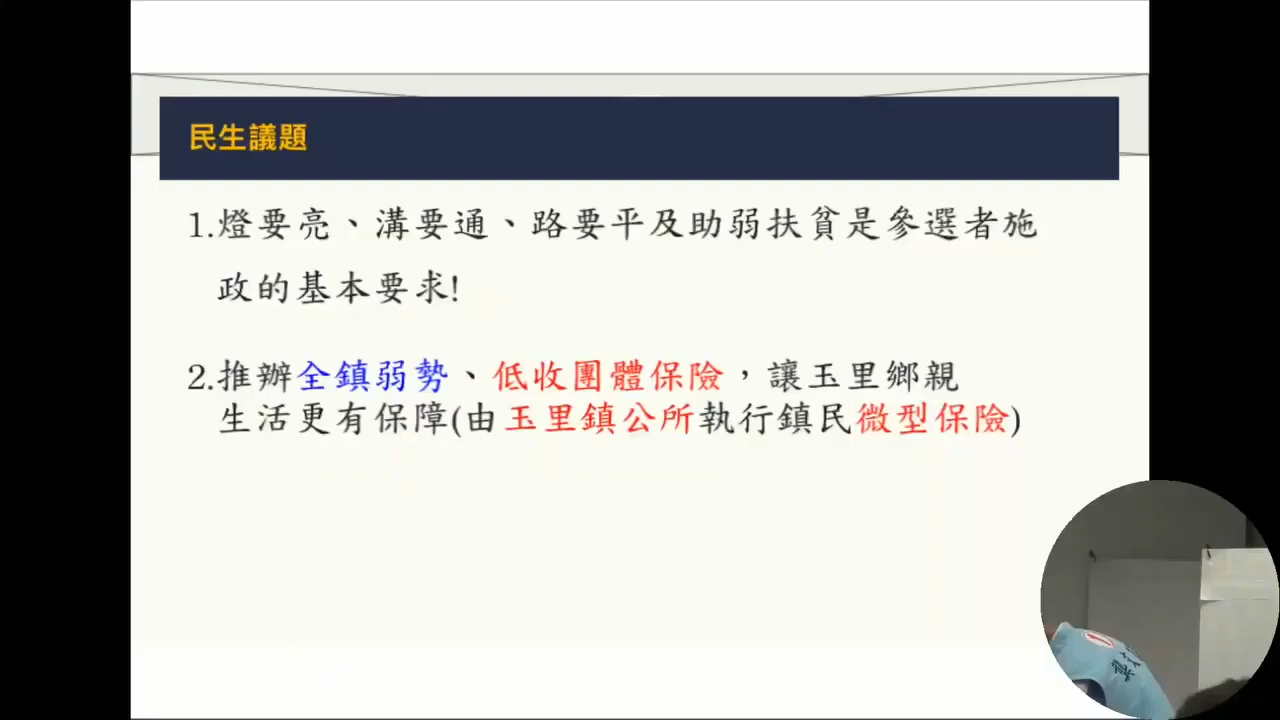 民生議題
1.燈要亮、溝要通、路要平及助弱扶貧是參選者施
政的基本要求!
2.推辦全鎮弱勢、低收團體保險，讓玉里鄉親
生活更有保障(由玉里鎮公所執行鎮民微型保險)